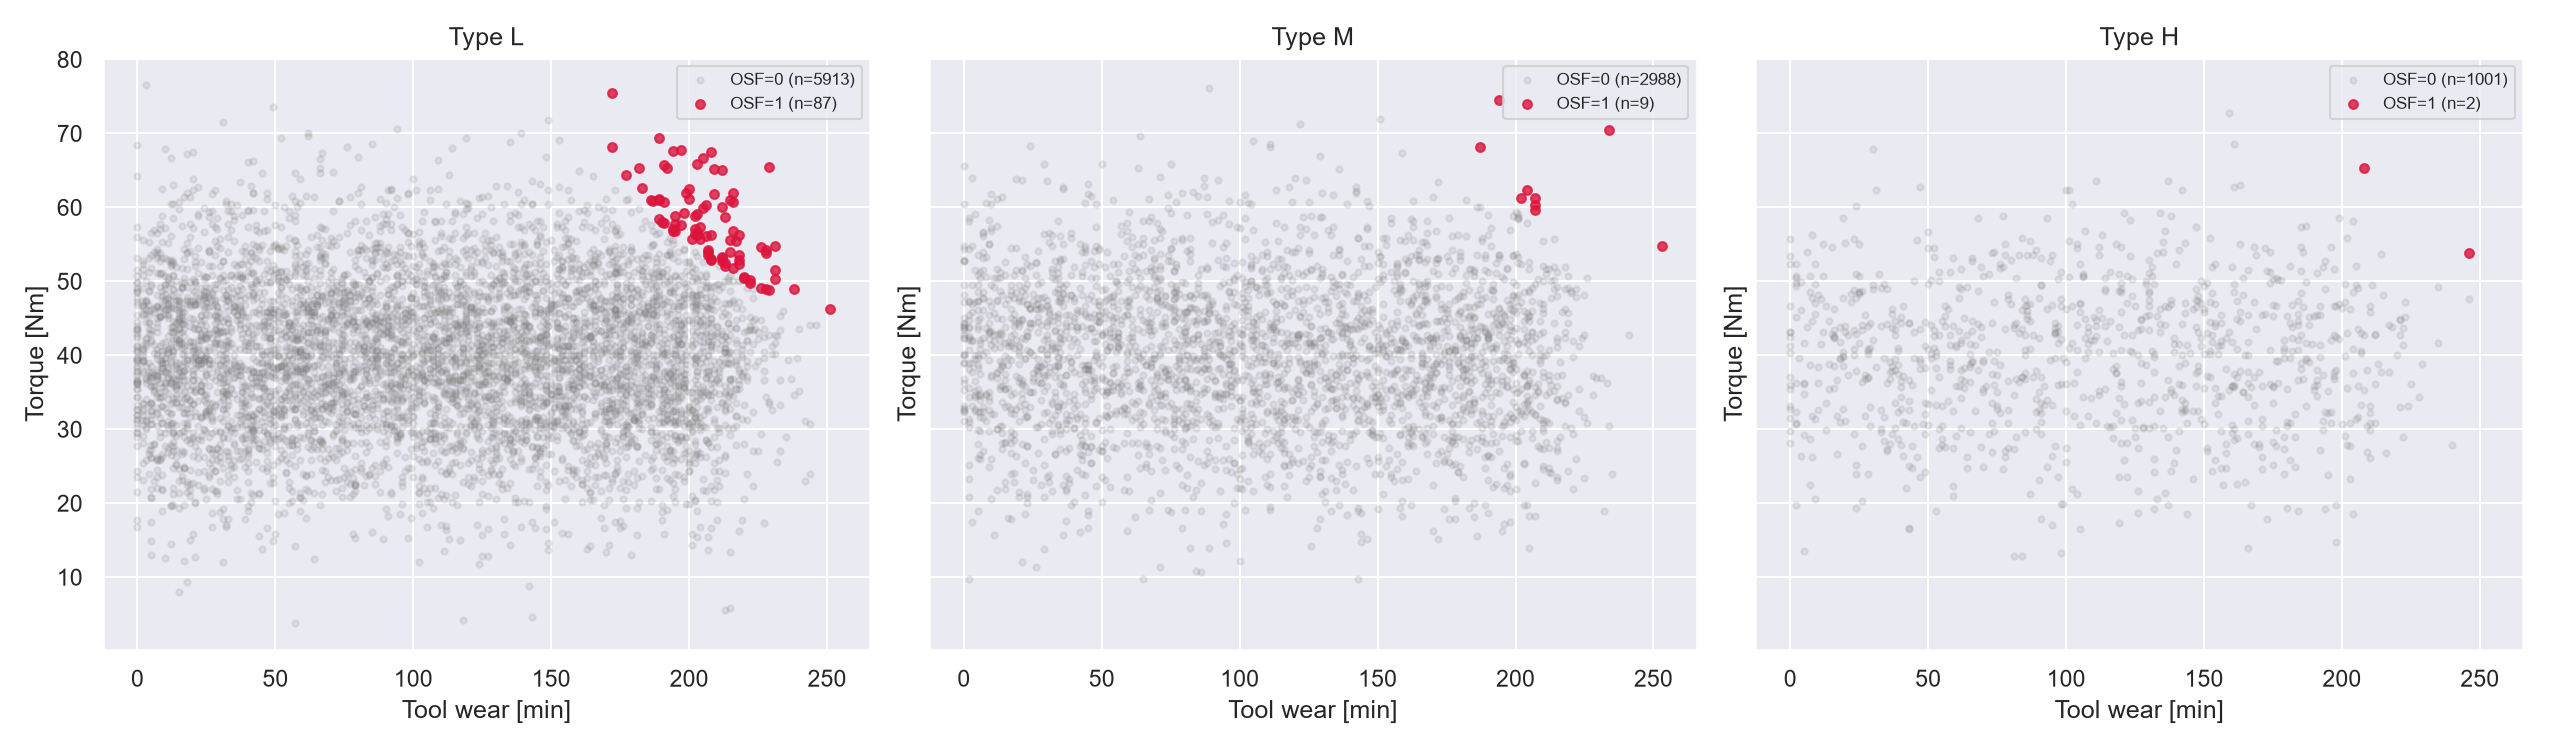 Type L
OSF=0 (n=5913)
OSF=1 (n=87)
80
70
60
50
40
30
20
10
Torque [Nm]
0 50 100 150 200 250
Tool wear [min]
Type M
OSF=0 (n=2988)
OSF=1 (n=9)
Torque [Nm]
0 50 100 150 200 250
Tool wear [min]
Type H
OSF=0 (n=1001)
OSF=1 (n=2)
Torque [Nm]
0 50 100 150 200 250
Tool wear [min]